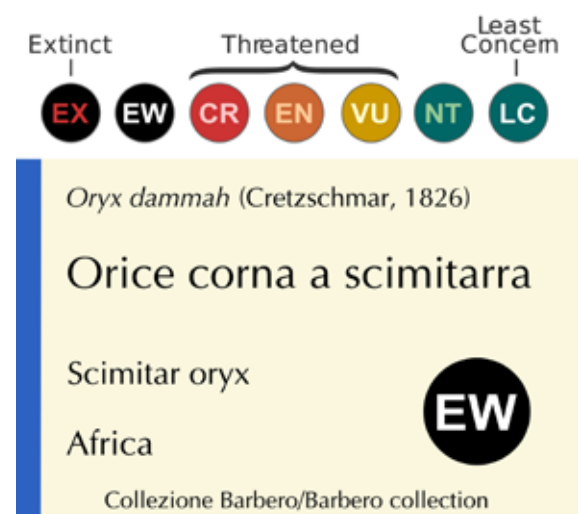 Extinct
Threatened
Least
Concern
EX EW CR EN VU NT LC
Oryx dammah (Cretzschmar, 1826)
Orice corna a scimitarra
Scimitar oryx
EW
Africa
Collezione Barbero/Barbero collection